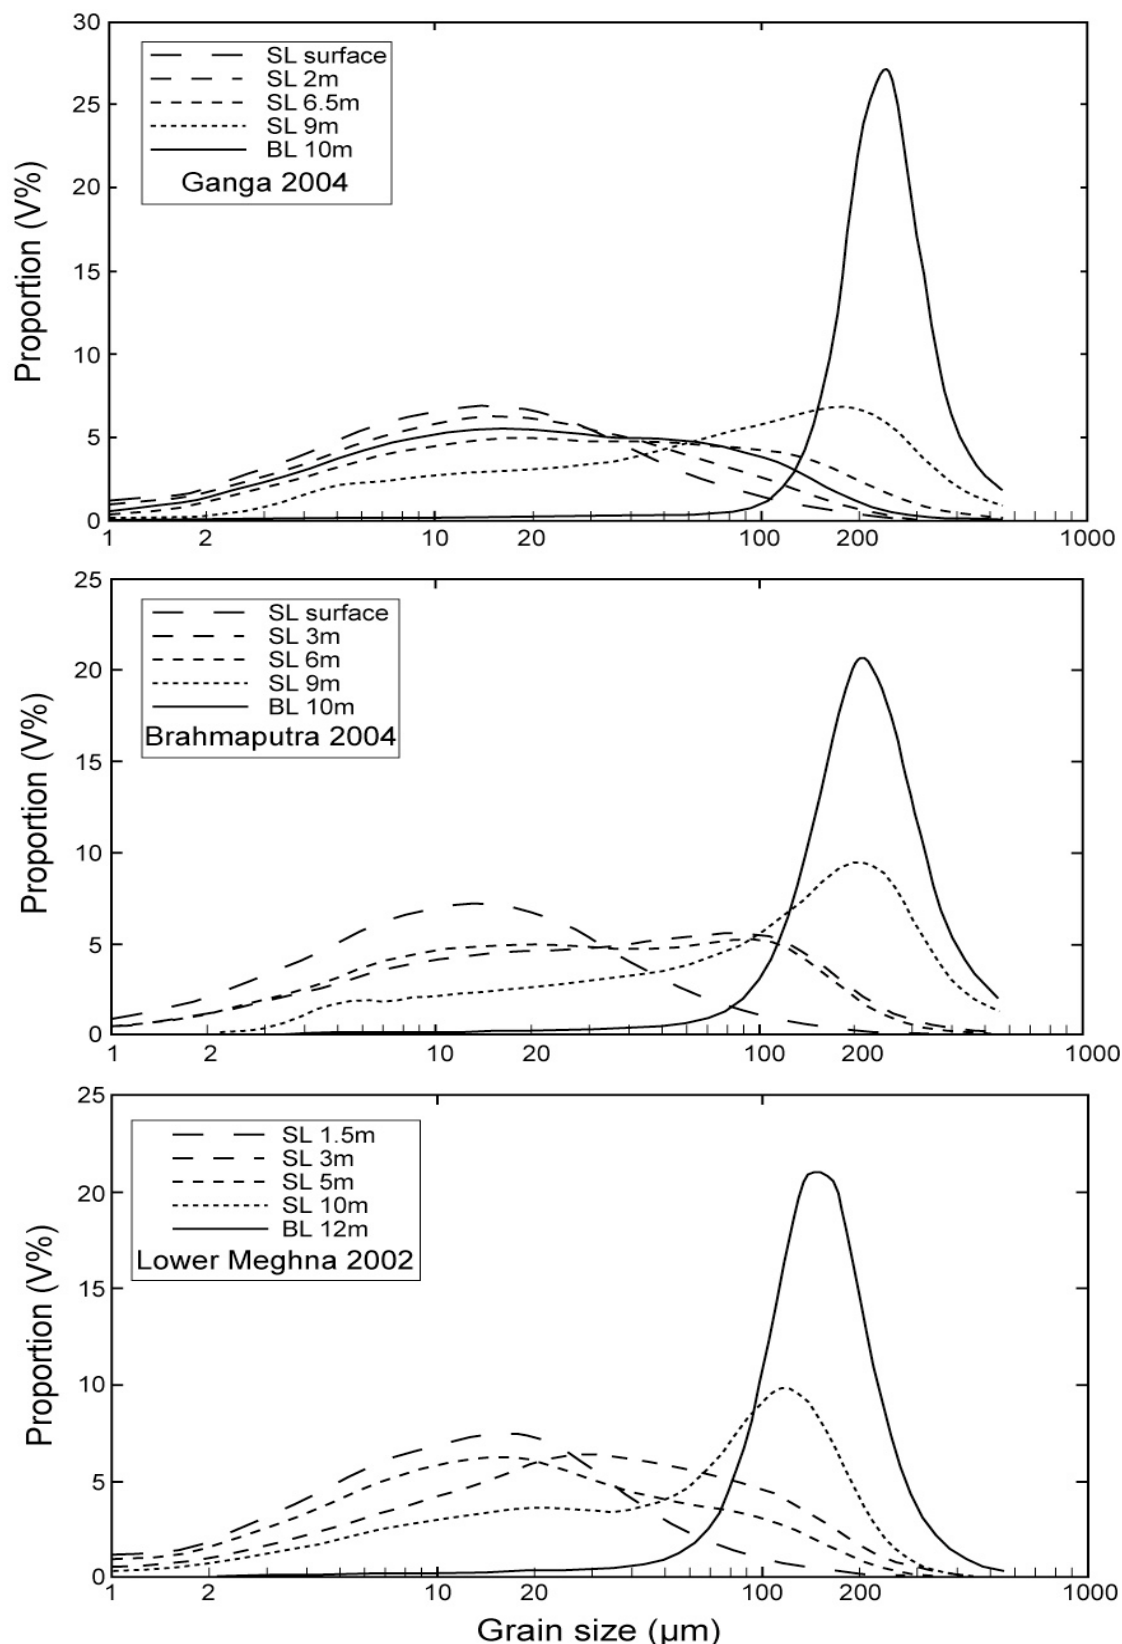 30
25
20
15
10
5
0
Proportion (V%)
SL surface
SL 2m
SL 6.5m
SL 9m
BL 10m
Ganga 2004
1 2 10 20 100 200 1000
25
20
15
10
5
0
Proportion (V%)
SL surface
SL 3m
SL 6m
SL 9m
BL 10m
Brahmaputra 2004
1 2 10 20 100 200 1000
25
20
15
10
5
0
Proportion (V%)
SL 1.5m
SL 3m
SL 5m
SL 10m
BL 12m
Lower Meghna 2002
1 2 10 20 100 200 1000
Grain size (µm)